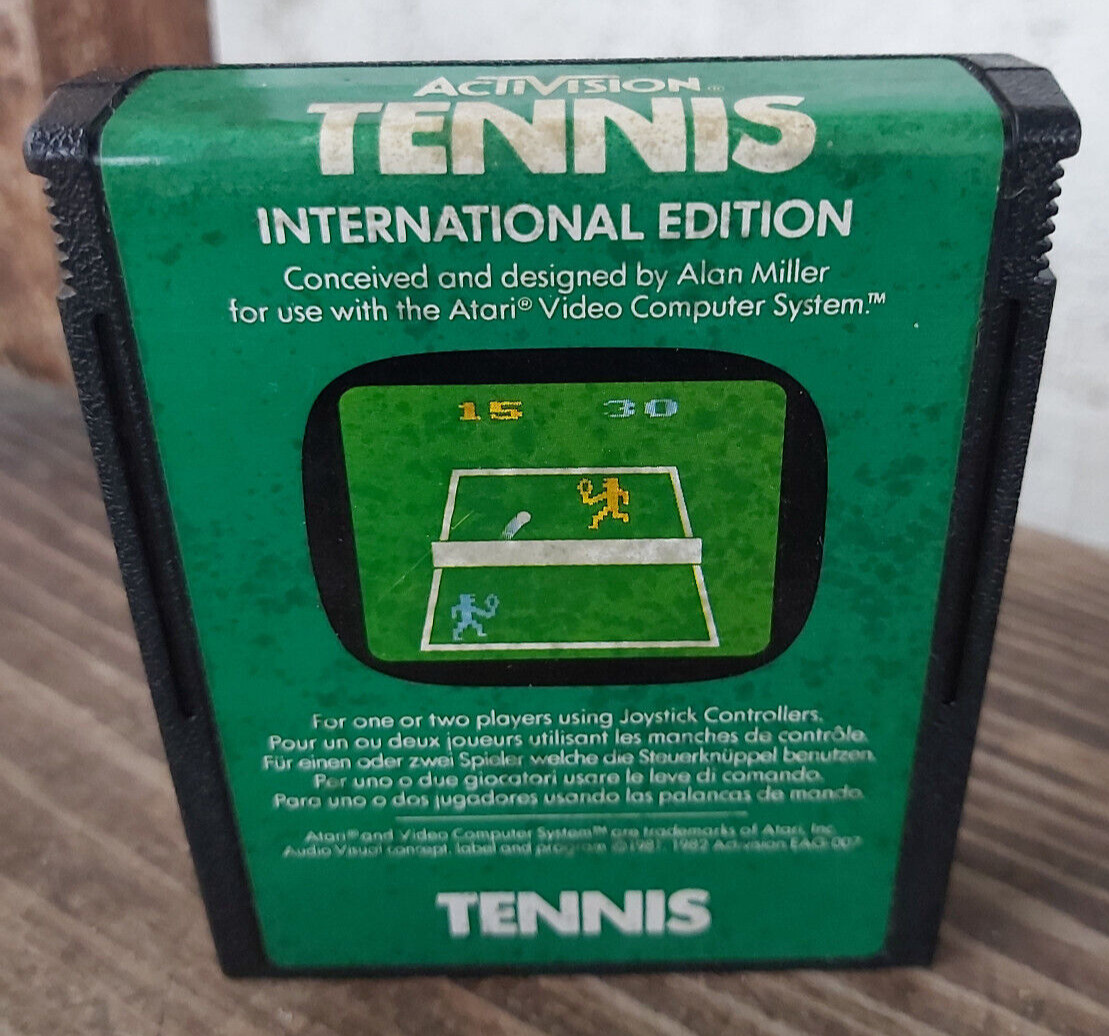 ACTIVISION®
TENNIS
INTERNATIONAL EDITION
Conceived and designed by Alan Miller
for use with the Atari® Video Computer System.™
15 30
For one or two players using Joystick Controllers.
Pour un ou deux joueurs utilisant les manches de contrôle.
Für einen oder zwei Spieler welche die Steuerknüppel benutzen.
Per uno o due giocatori usare le leve di comando.
Para uno o dos jugadores usando las palancas de mando.
Atari® and Video Computer System™ are trademarks of Atari, Inc.
Audio Visual concept, label and program ©1981, 1982 Activision EAG-007
TENNIS